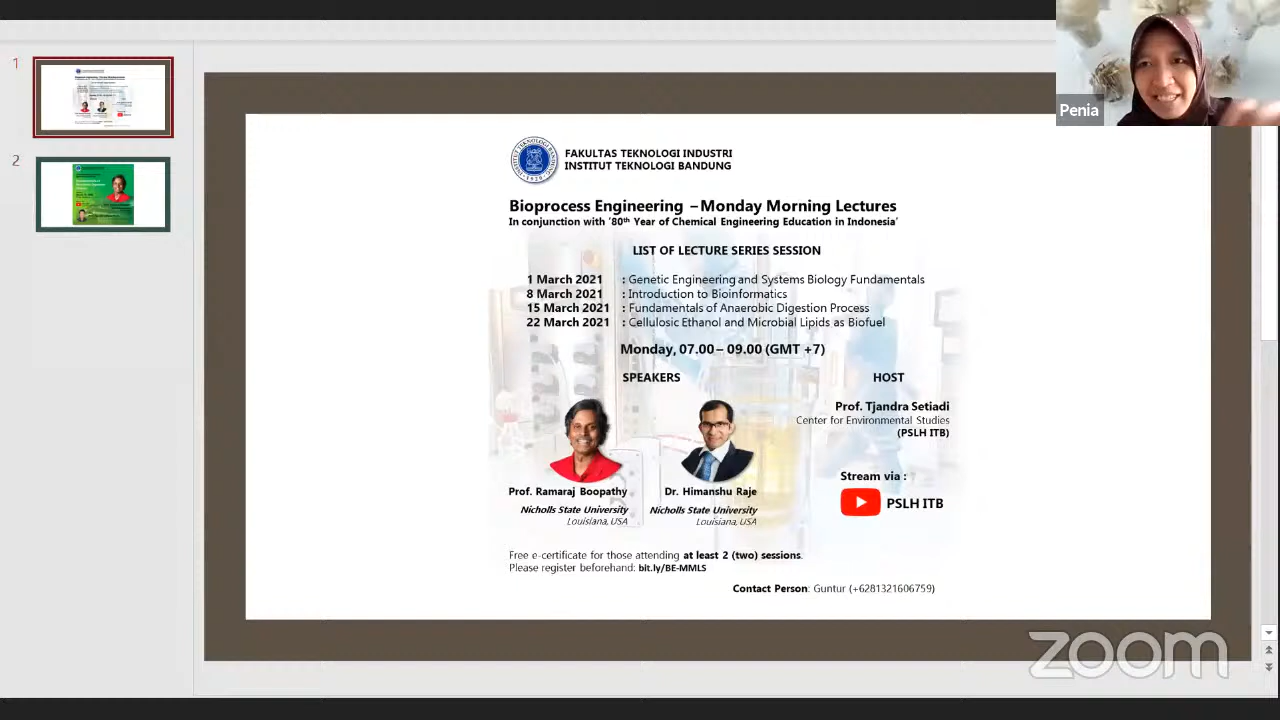 1
2
Penia
FAKULTAS TEKNOLOGI INDUSTRI
INSTITUT TEKNOLOGI BANDUNG
Bioprocess Engineering – Monday Morning Lectures
In conjunction with '80th Year of Chemical Engineering Education in Indonesia'
LIST OF LECTURE SERIES SESSION
1 March 2021 : Genetic Engineering and Systems Biology Fundamentals
8 March 2021 : Introduction to Bioinformatics
15 March 2021 : Fundamentals of Anaerobic Digestion Process
22 March 2021 : Cellulosic Ethanol and Microbial Lipids as Biofuel
Monday, 07.00 – 09.00 (GMT +7)
SPEAKERS
HOST
Prof. Tjandra Setiadi
Center for Environmental Studies
(PSLH ITB)
Stream via :
PSLH ITB
Prof. Ramaraj Boopathy
Nicholls State University
Louisiana, USA
Dr. Himanshu Raje
Nicholls State University
Louisiana, USA
Free e-certificate for those attending at least 2 (two) sessions.
Please register beforehand: bit.ly/BE-MMLS
Contact Person: Guntur (+6281321606759)
zoom